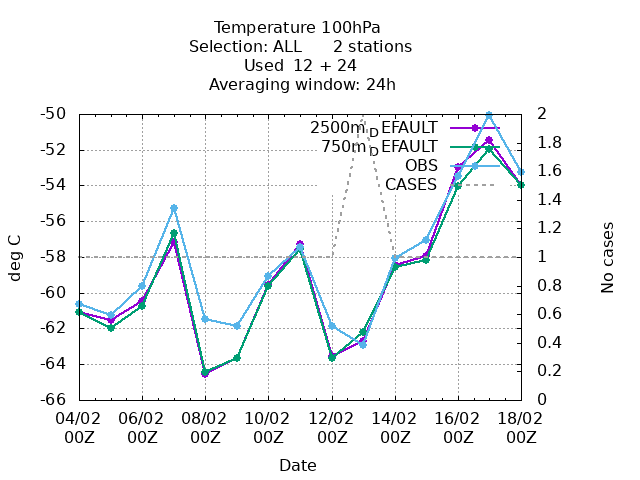 Temperature 100hPa
Selection: ALL 2 stations
Used 12 + 24
Averaging window: 24h
-50 2
2500m_DEFAULT
-52 1.8
750m_DEFAULT
OBS
1.6
-54 CASES 1.4
-56 1.2
-58 1
-60 0.8
0.6
-62
0.4
-64 0.2
-66 0
deg C
No cases
04/02 06/02 08/02 10/02 12/02 14/02 16/02 18/02
00Z 00Z 00Z 00Z 00Z 00Z 00Z 00Z
Date